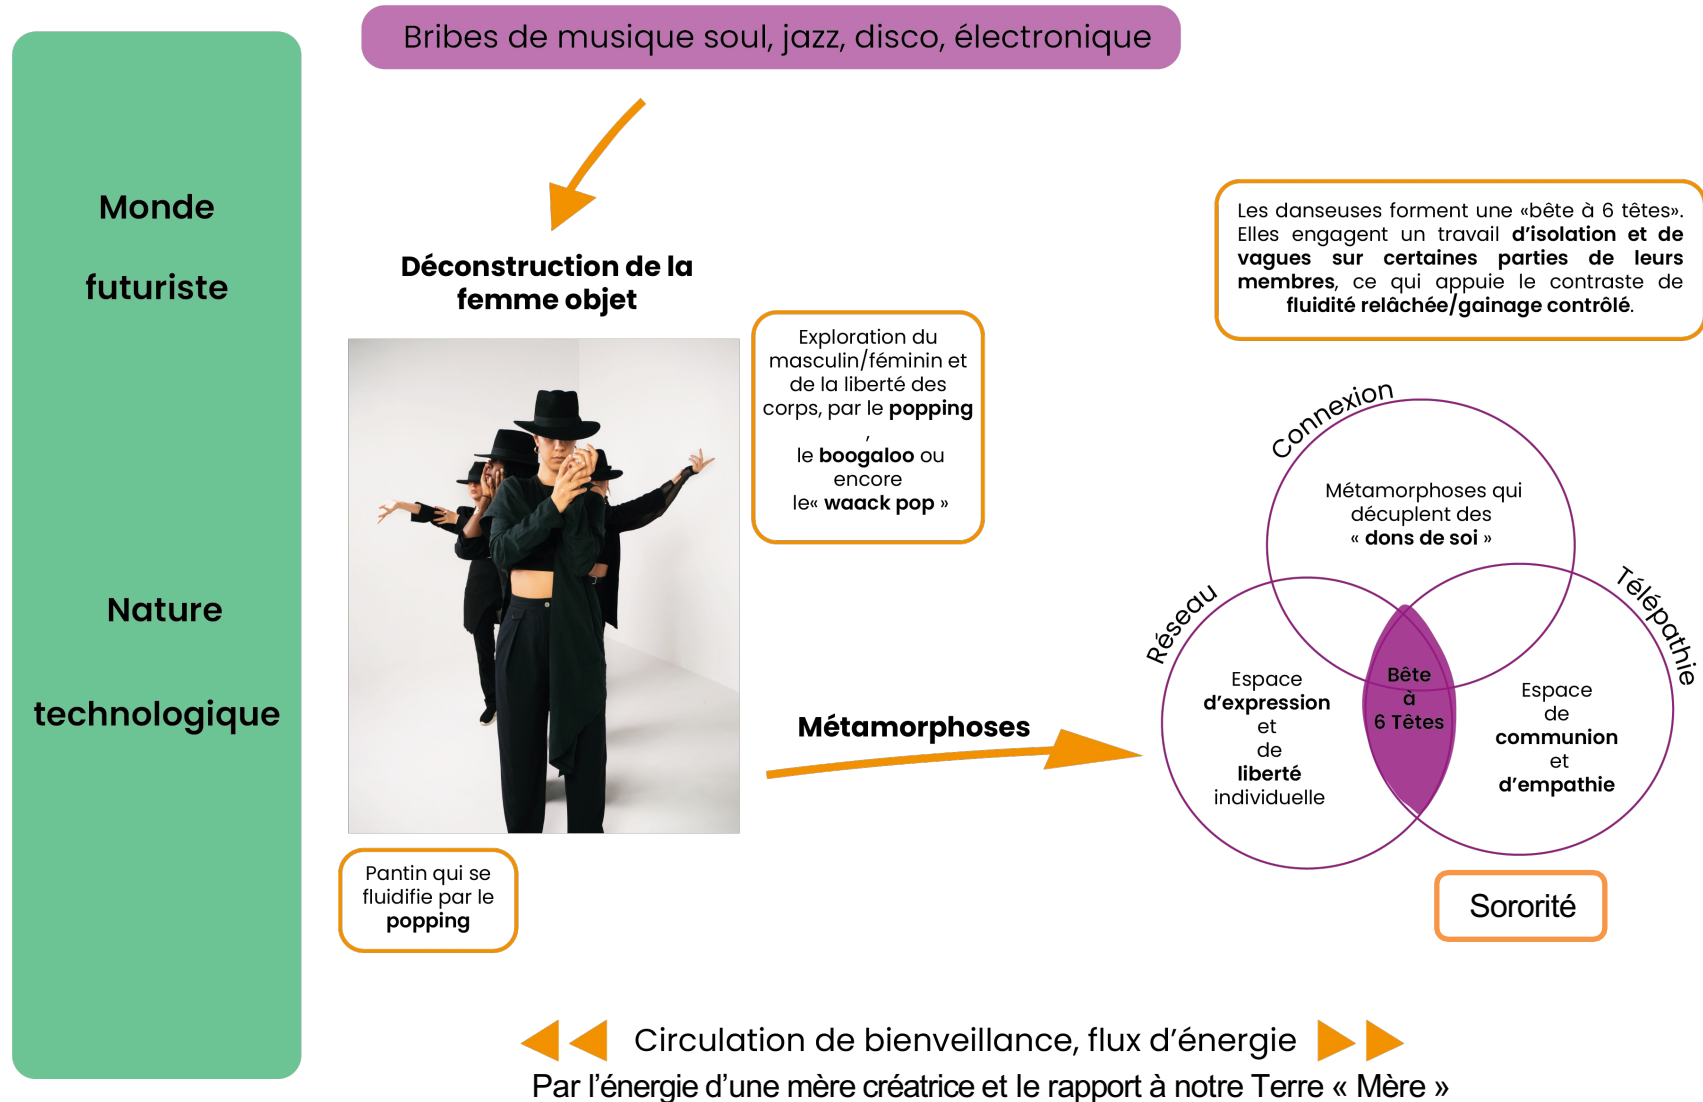 Bribes de musique soul, jazz, disco, électronique
Monde
futuriste
Nature
technologique
Déconstruction de la
femme objet
Exploration du
masculin/féminin et
de la liberté des
corps, par le popping
,
le boogaloo ou
encore
le« waack pop »
Pantin qui se
fluidifie par le
popping
Métamorphoses
Les danseuses forment une «bête à 6 têtes».
Elles engagent un travail d’isolation et de
vagues sur certaines parties de leurs
membres, ce qui appuie le contraste de
fluidité relâchée/gainage contrôlé.
Connexion
Métamorphoses qui
décuplent des
« dons de soi »
Réseau
Espace
d’expression
et
de
liberté
individuelle
Bête
à
6 Têtes
Télépathie
Espace
de
communion
et
d’empathie
Sororité
Circulation de bienveillance, flux d’énergie
Par l’énergie d’une mère créatrice et le rapport à notre Terre « Mère »